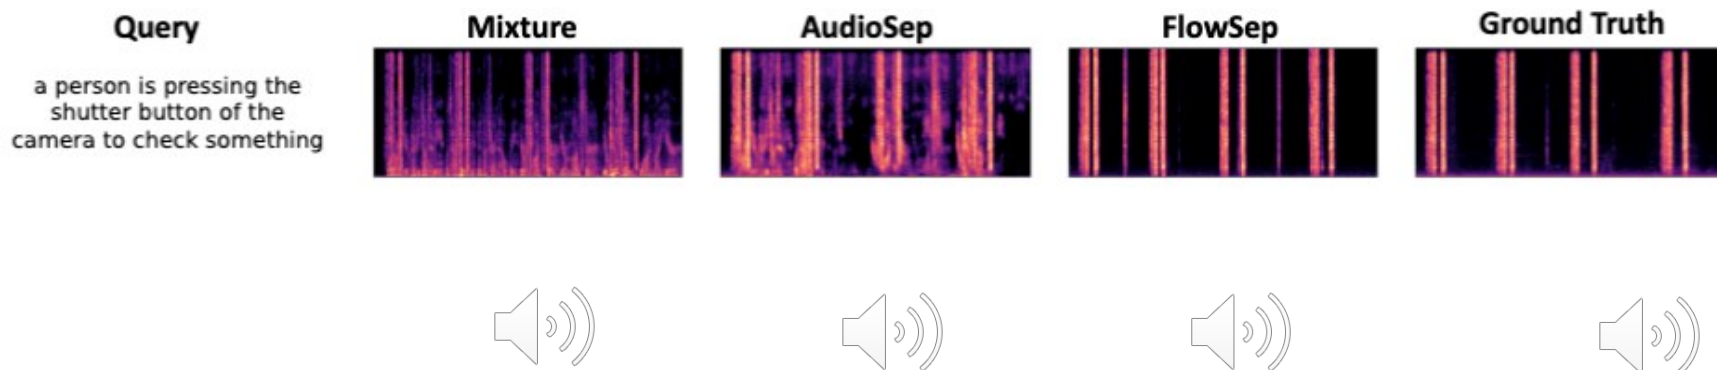 Query
Mixture
AudioSep
FlowSep
Ground Truth
a person is pressing the
shutter button of the
camera to check something